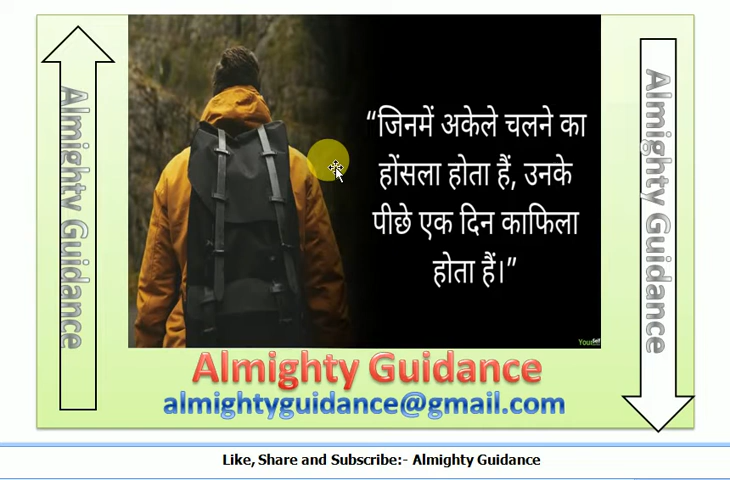 “जिनमें अकेले चलने का
होंसला होता हैं, उनके
पीछे एक दिन काफिला
होता हैं।”
Almighty Guidance
Almighty Guidance
YourSelf
Almighty Guidance
almightyguidance@gmail.com
Like, Share and Subscribe:- Almighty Guidance